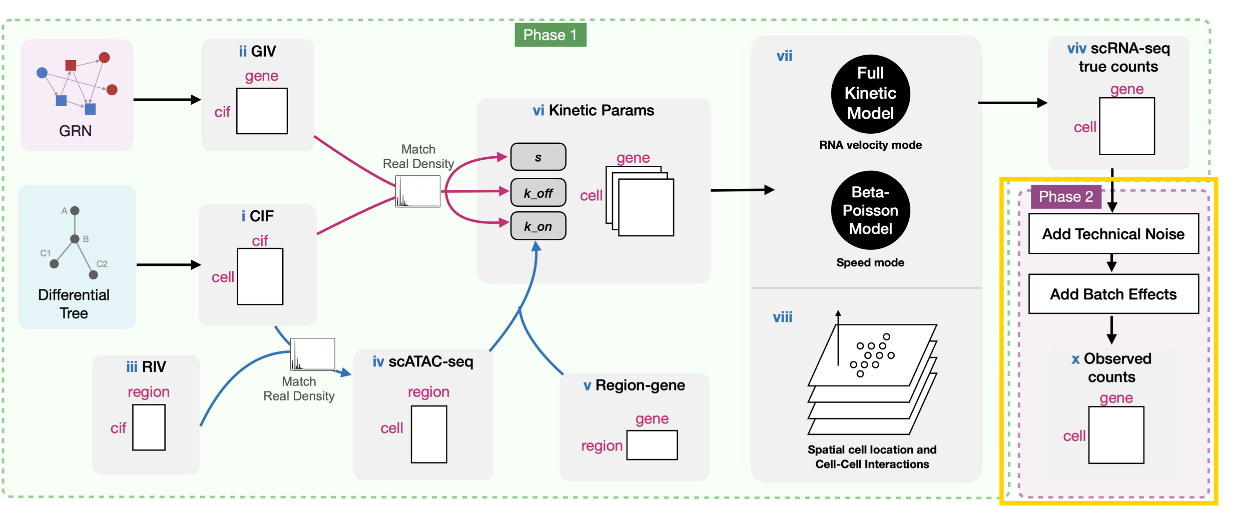 Phase 1
GRN
ii GIV
gene
cif
Differential
Tree
A
B
C1
C2
i CIF
cif
cell
iii RIV
region
cif
Match
Real Density
Match
Real Density
iv scATAC-seq
region
cell
v Region-gene
gene
region
vi Kinetic Params
s
k_off
k_on
gene
cell
vii
Full
Kinetic
Model
RNA velocity mode
Beta-
Poisson
Model
Speed mode
viii
Spatial cell location and
Cell-Cell Interactions
viv scRNA-seq
true counts
gene
cell
Phase 2
Add Technical Noise
Add Batch Effects
x Observed
counts
gene
cell